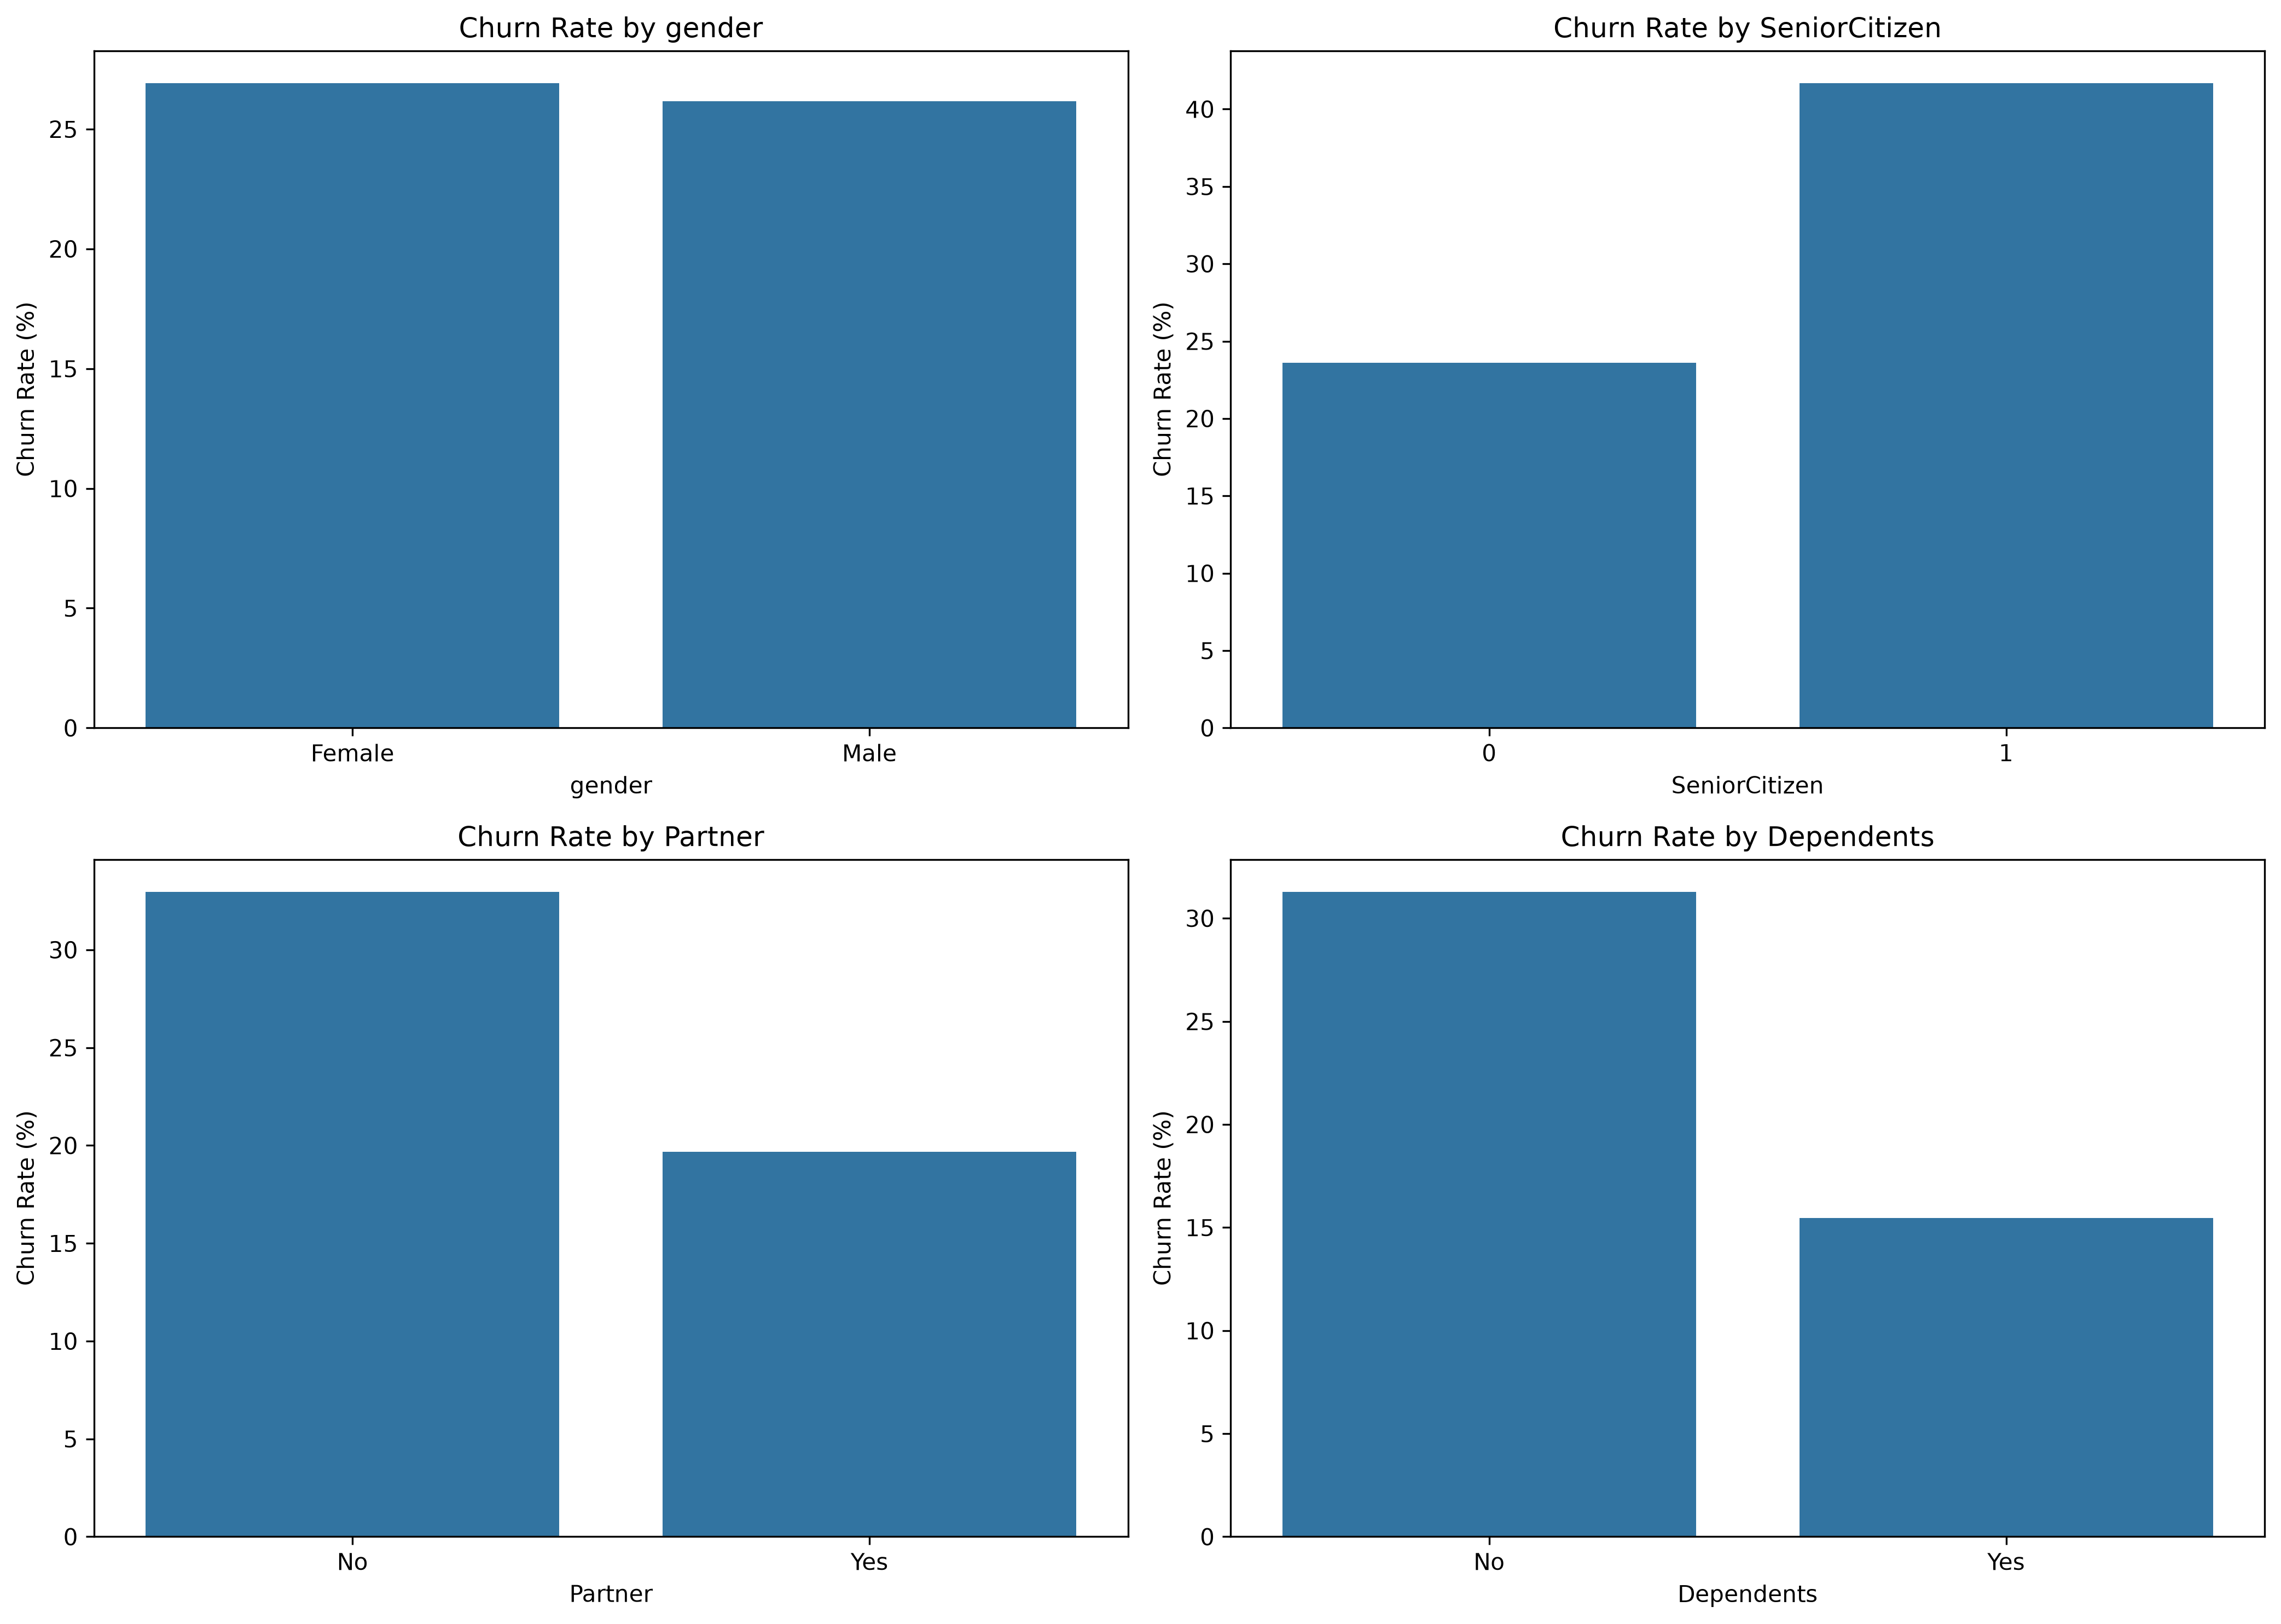 Churn Rate by gender
Churn Rate (%)
25
20
15
10
5
0
Female Male
gender
Churn Rate by SeniorCitizen
Churn Rate (%)
40
35
30
25
20
15
10
5
0
0 1
SeniorCitizen
Churn Rate by Partner
Churn Rate (%)
30
25
20
15
10
5
0
No Yes
Partner
Churn Rate by Dependents
Churn Rate (%)
30
25
20
15
10
5
0
No Yes
Dependents